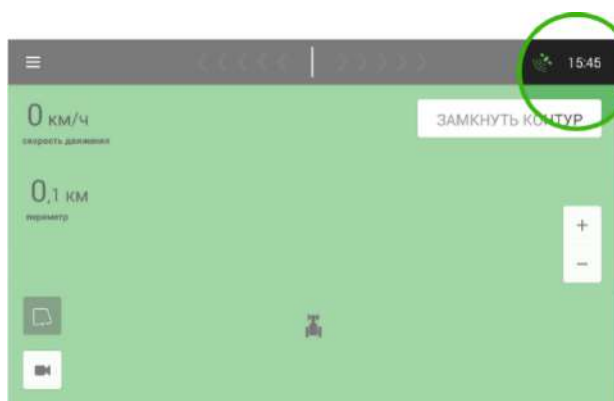 15:45
0 км/ч
скорость движения
ЗАМКНУТЬ КОНТУР
0,1 км
периметр
+
−